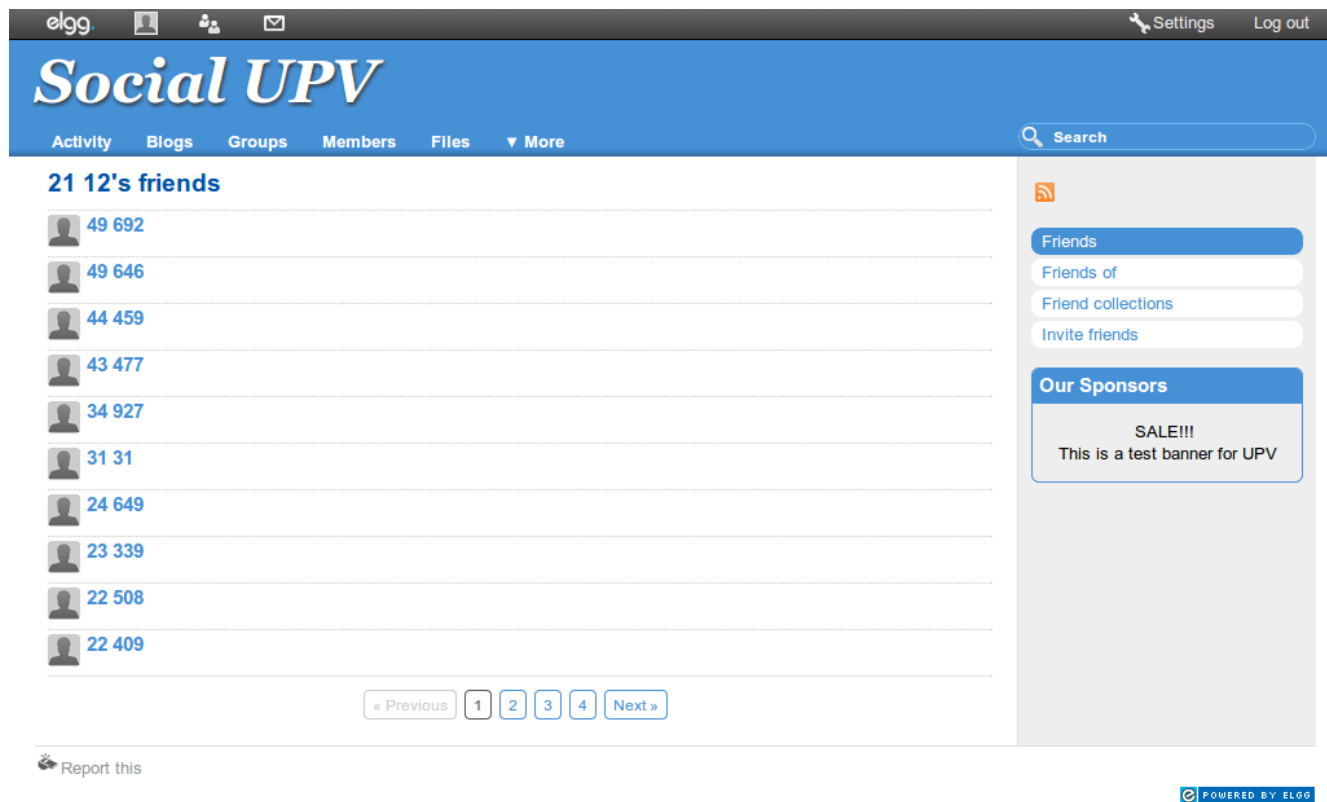 elgg.
Settings Log out
Social UPV
Activity Blogs Groups Members Files ▼ More
Search
21 12's friends
49 692
49 646
44 459
43 477
34 927
31 31
24 649
23 339
22 508
22 409
« Previous 1 2 3 4 Next »
Friends
Friends of
Friend collections
Invite friends
Our Sponsors
SALE!!!
This is a test banner for UPV
Report this
POWERED BY ELGG